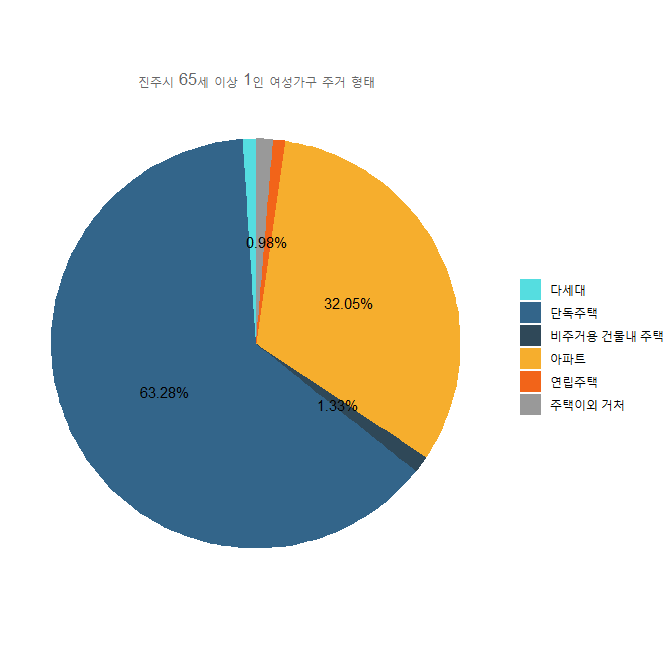 진주시 65세 이상 1인 여성가구 주거 형태
0.98%
32.05%
63.28%
1.33%
다세대
단독주택
비주거용 건물내 주택
아파트
연립주택
주택이외 거처